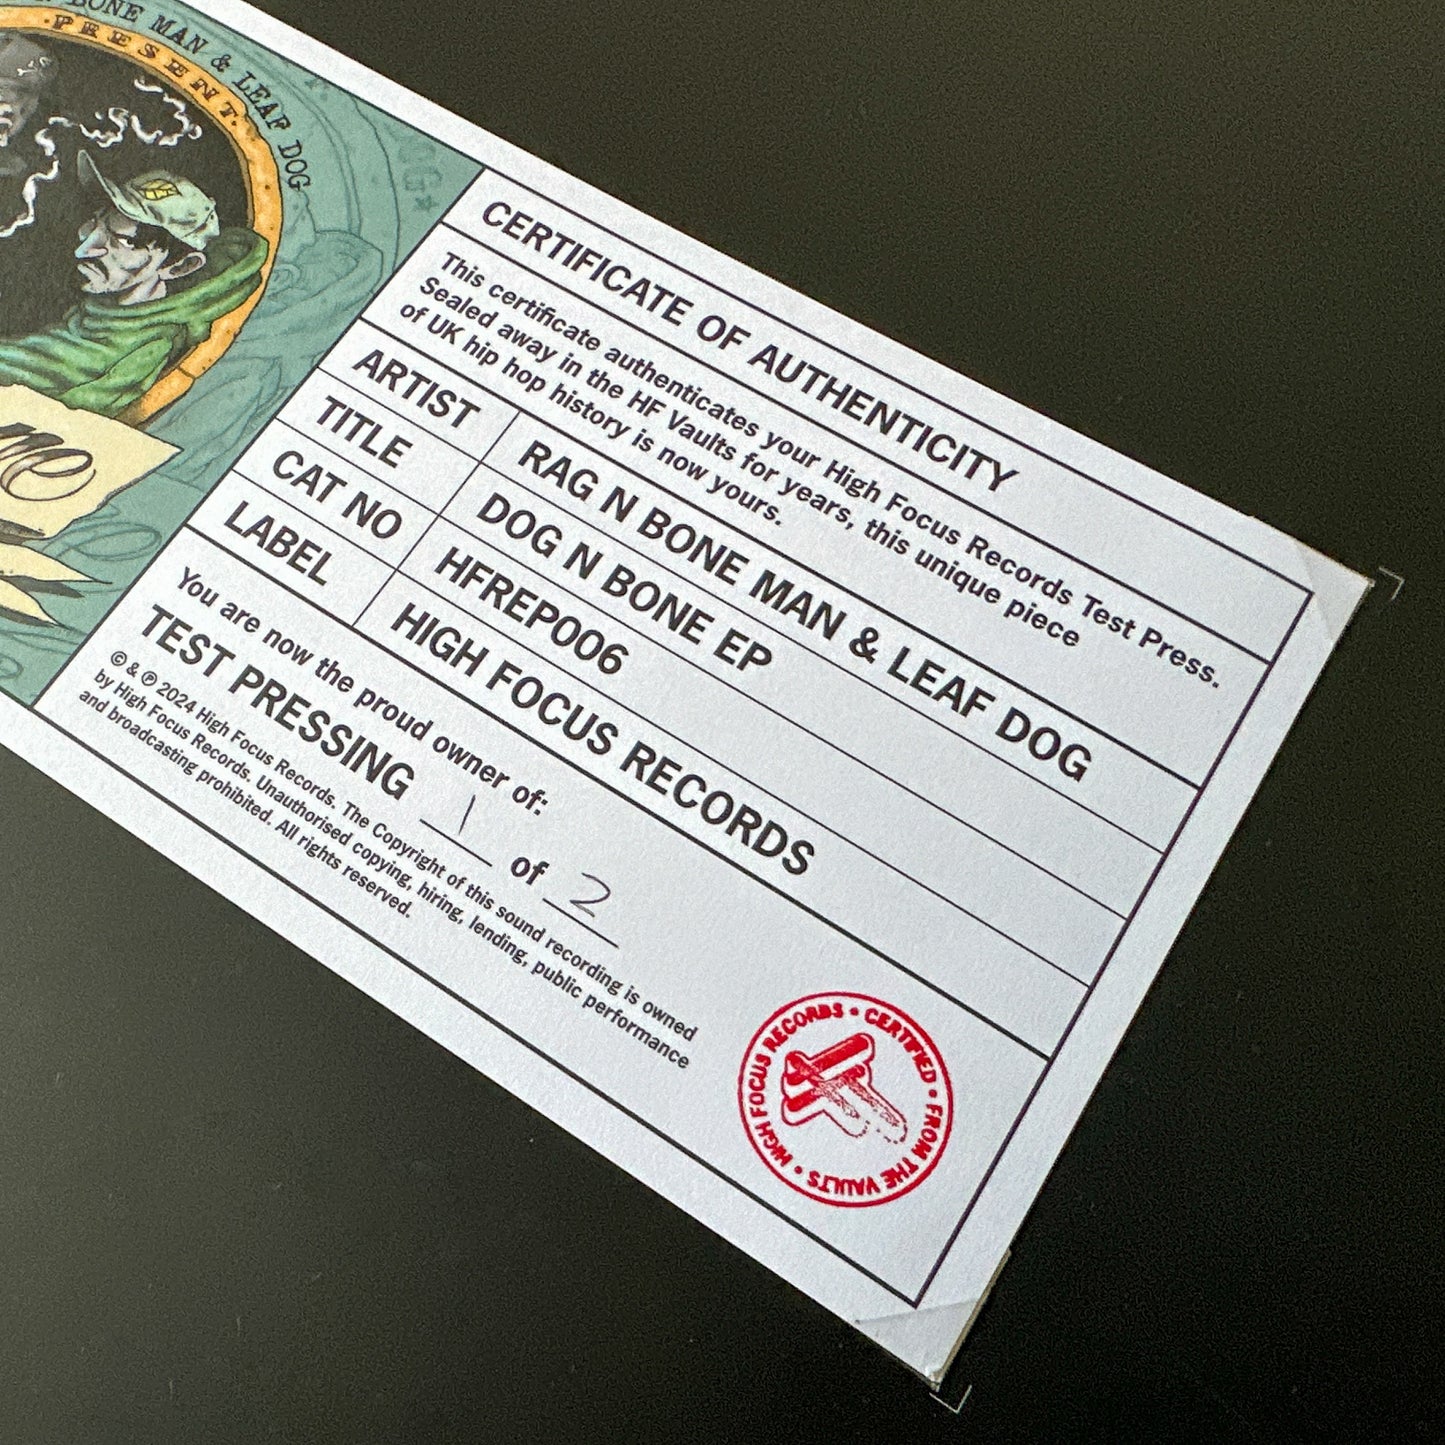 BONE MAN & LEAF DOG
· PRESENT ·
CERTIFICATE OF AUTHENTICITY
This certificate authenticates your High Focus Records Test Press.
Sealed away in the HF Vaults for years, this unique piece
of UK hip hop history is now yours.
ARTIST RAG N BONE MAN & LEAF DOG
TITLE DOG N BONE EP
CAT NO HFREP006
LABEL HIGH FOCUS RECORDS
You are now the proud owner of:
TEST PRESSING 1 of 2
© & ℗ 2024 High Focus Records. The Copyright of this sound recording is owned
by High Focus Records. Unauthorised copying, hiring, lending, public performance
and broadcasting prohibited. All rights reserved.
HIGH FOCUS RECORDS • CERTIFIED • FROM THE VAULTS •